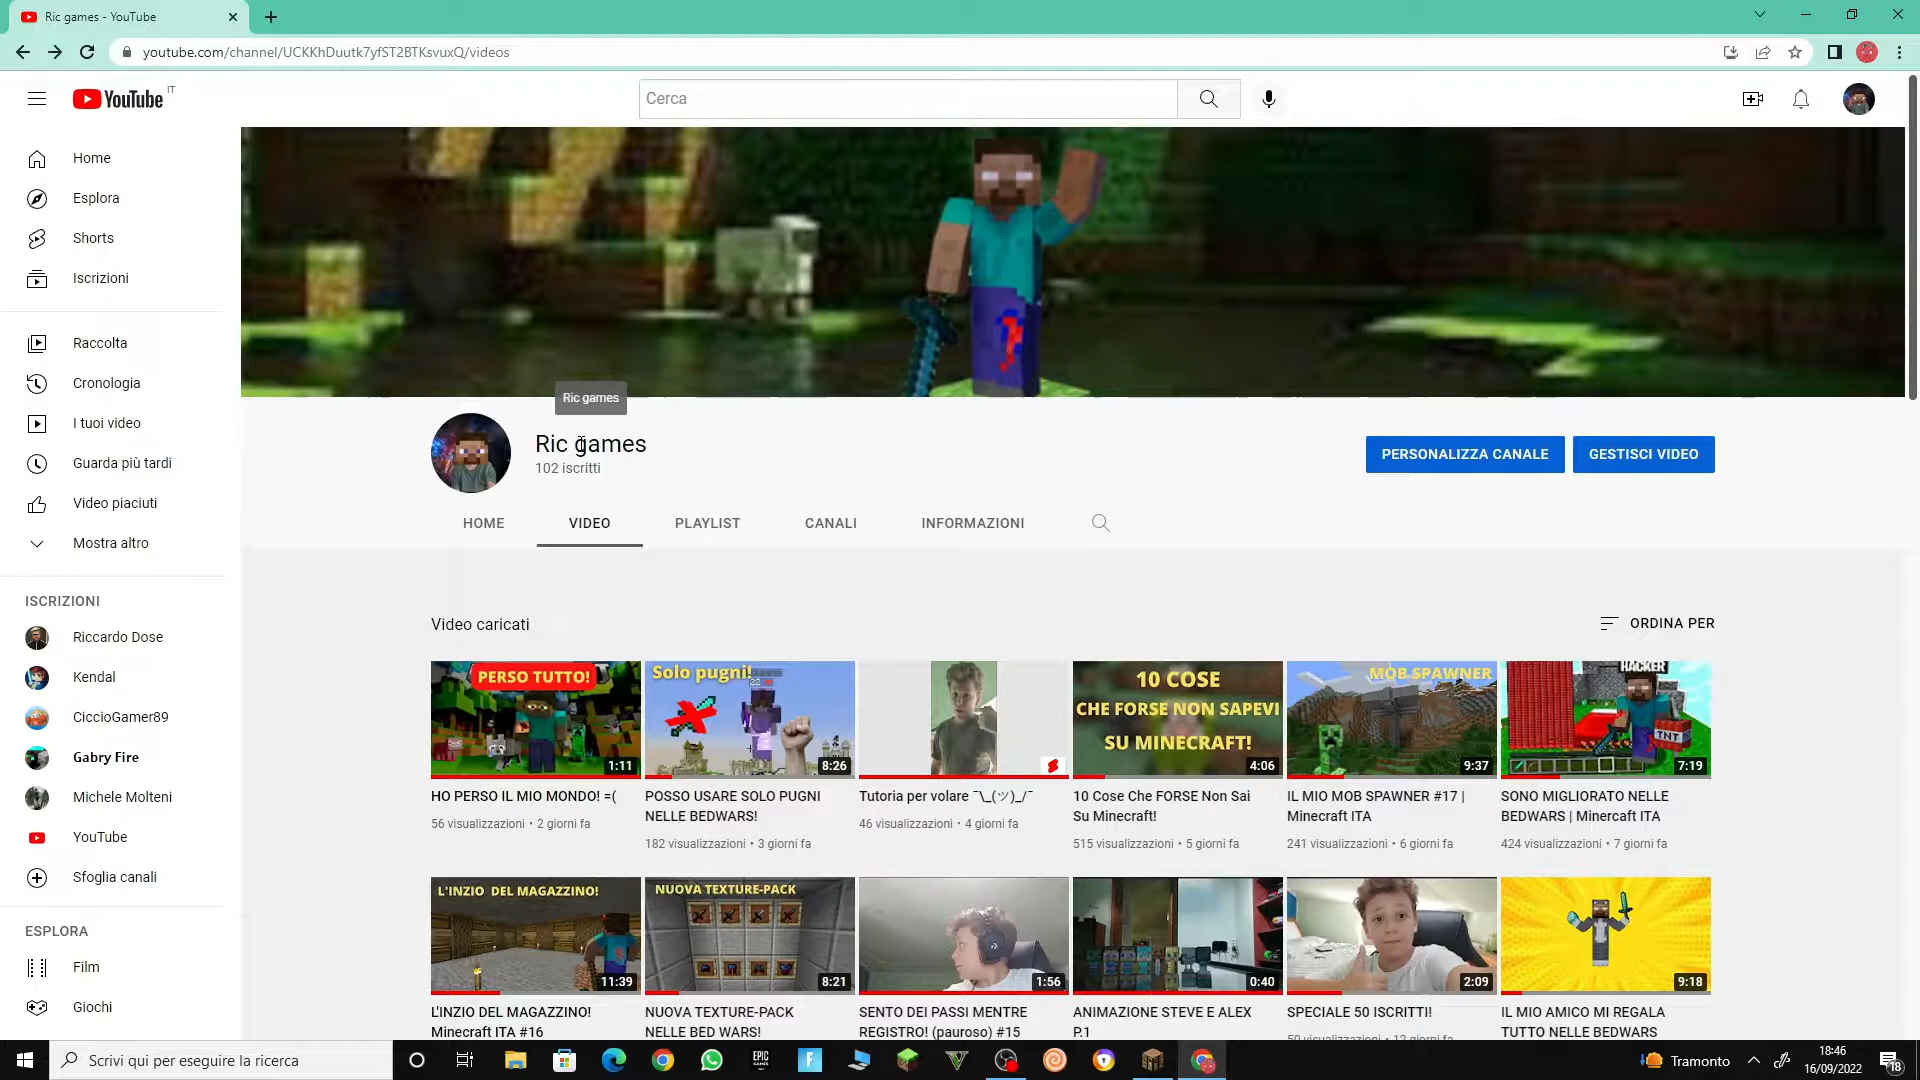 Ric games - YouTube
youtube.com/channel/UCKKhDuutk7yfST2BTKsvuxQ/videos
YouTube IT
Cerca
Home
Esplora
Shorts
Iscrizioni
Raccolta
Cronologia
I tuoi video
Guarda più tardi
Video piaciuti
Mostra altro
ISCRIZIONI
Riccardo Dose
Kendal
CiccioGamer89
Gabry Fire
Michele Molteni
YouTube
Sfoglia canali
ESPLORA
Film
Giochi
Ric games
Ric games
102 iscritti
PERSONALIZZA CANALE
GESTISCI VIDEO
HOME VIDEO PLAYLIST CANALI INFORMAZIONI
Video caricati
ORDINA PER
PERSO TUTTO!
1:11
HO PERSO IL MIO MONDO! =(
56 visualizzazioni • 2 giorni fa
Solo pugni!
22
8:26
POSSO USARE SOLO PUGNI
NELLE BEDWARS!
182 visualizzazioni • 3 giorni fa
Tutoria per volare ¯\_(ツ)_/¯
46 visualizzazioni • 4 giorni fa
10 COSE
CHE FORSE NON SAPEVI
SU MINECRAFT!
4:06
10 Cose Che FORSE Non Sai
Su Minecraft!
515 visualizzazioni • 5 giorni fa
MOB SPAWNER
9:37
IL MIO MOB SPAWNER #17 |
Minecraft ITA
241 visualizzazioni • 6 giorni fa
HACKER
TNT
7:19
SONO MIGLIORATO NELLE
BEDWARS | Minercaft ITA
424 visualizzazioni • 7 giorni fa
L'INZIO DEL MAGAZZINO!
11:39
L'INZIO DEL MAGAZZINO!
Minecraft ITA #16
NUOVA TEXTURE-PACK
8:21
NUOVA TEXTURE-PACK
NELLE BED WARS!
1:56
SENTO DEI PASSI MENTRE
REGISTRO! (pauroso) #15
0:40
ANIMAZIONE STEVE E ALEX
P.1
2:09
SPECIALE 50 ISCRITTI!
50 visualizzazioni • 12 giorni fa
9:18
IL MIO AMICO MI REGALA
TUTTO NELLE BEDWARS
Scrivi qui per eseguire la ricerca
EPIC
GAMES
Tramonto
18:46
16/09/2022
18